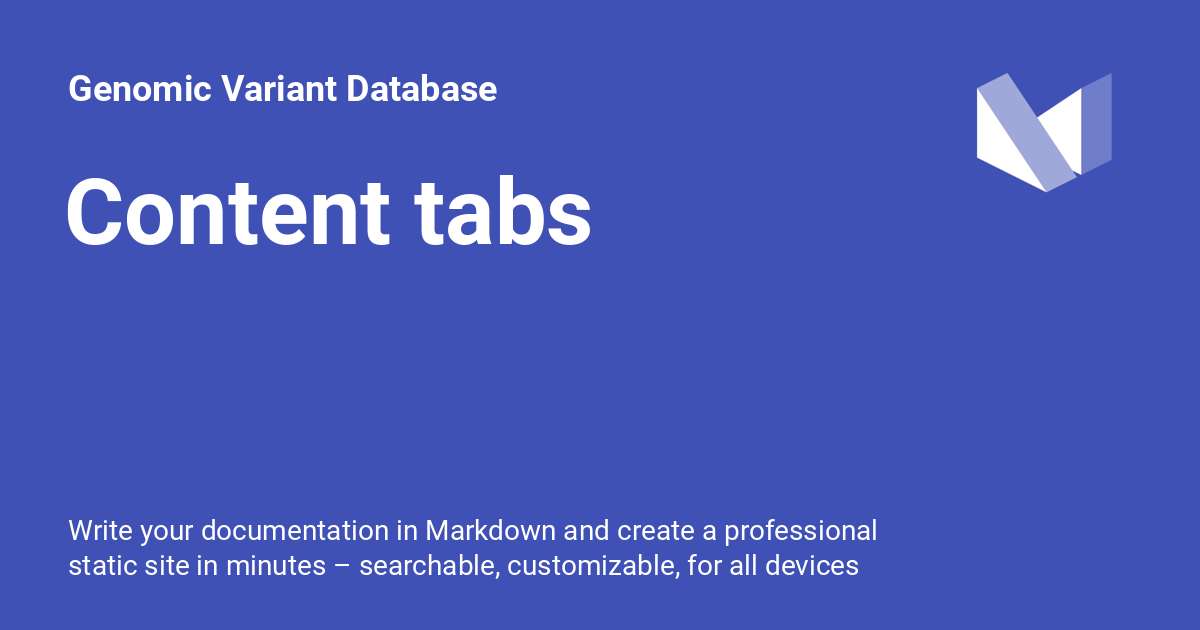 Genomic Variant Database
Content tabs
Write your documentation in Markdown and create a professional
static site in minutes – searchable, customizable, for all devices